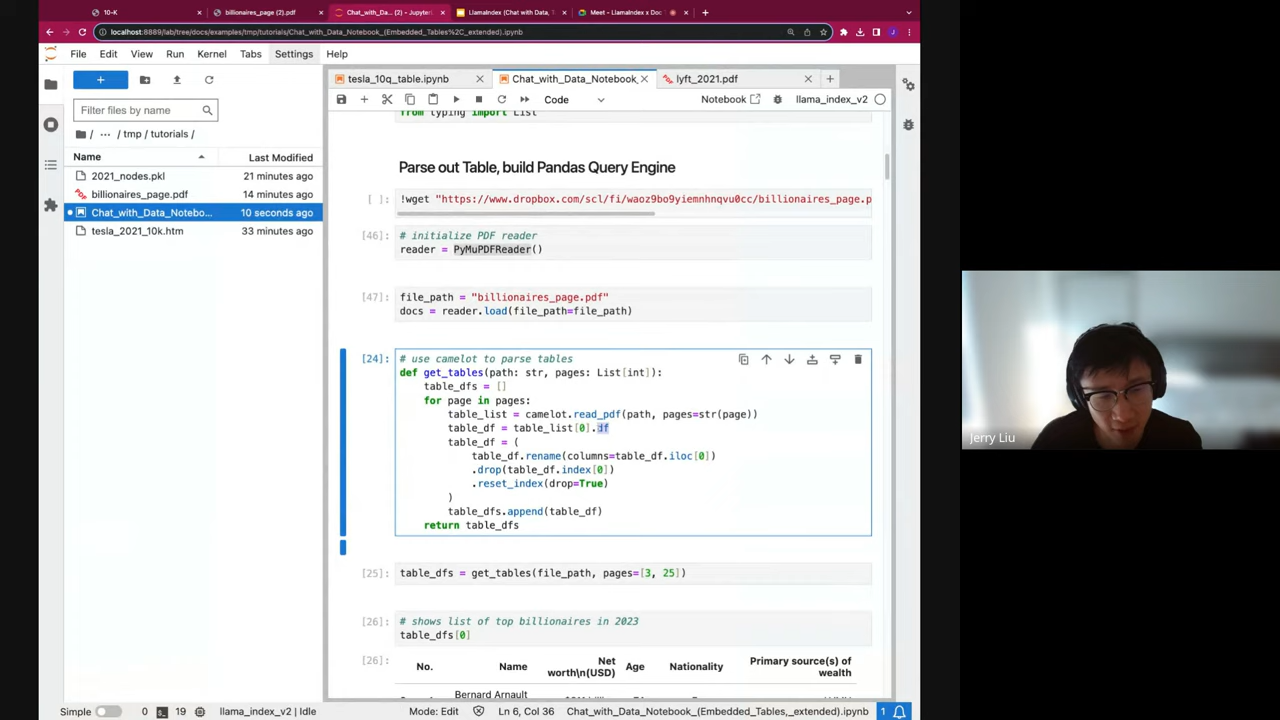 10-K
billionaires_page (2).pdf
Chat_with_Da... (2) - Jupyter
LlamaIndex (Chat with Data,
Meet – LlamaIndex x Doc
localhost:8889/lab/tree/docs/examples/tmp/tutorials/Chat_with_Data_Notebook_(Embedded_Tables%2C_extended).ipynb
File Edit View Run Kernel Tabs Settings Help
tesla_10q_table.ipynb
Chat_with_Data_Notebook_
lyft_2021.pdf
Code
Notebook
llama_index_v2
Filter files by name
/ ... / tmp / tutorials /
Name Last Modified
2021_nodes.pkl 21 minutes ago
billionaires_page.pdf 14 minutes ago
Chat_with_Data_Notebo... 10 seconds ago
tesla_2021_10k.htm 33 minutes ago
from typing import List
Parse out Table, build Pandas Query Engine
[ ]: !wget "https://www.dropbox.com/scl/fi/waoz9bo9yiemnhnqvu0cc/billionaires_page.p
[46]: # initialize PDF reader
reader = PyMuPDFReader()
[47]: file_path = "billionaires_page.pdf"
docs = reader.load(file_path=file_path)
[24]: # use camelot to parse tables
def get_tables(path: str, pages: List[int]):
table_dfs = []
for page in pages:
table_list = camelot.read_pdf(path, pages=str(page))
table_df = table_list[0].df
table_df = (
table_df.rename(columns=table_df.iloc[0])
.drop(table_df.index[0])
.reset_index(drop=True)
)
table_dfs.append(table_df)
return table_dfs
[25]: table_dfs = get_tables(file_path, pages=[3, 25])
[26]: # shows list of top billionaires in 2023
table_dfs[0]
[26]: No. Name Net worth\n(USD) Age Nationality Primary source(s) of wealth
Bernard Arnault
Jerry Liu
Simple 0 19 llama_index_v2 | Idle Mode: Edit Ln 6, Col 36 Chat_with_Data_Notebook_(Embedded_Tables,_extended).ipynb 1